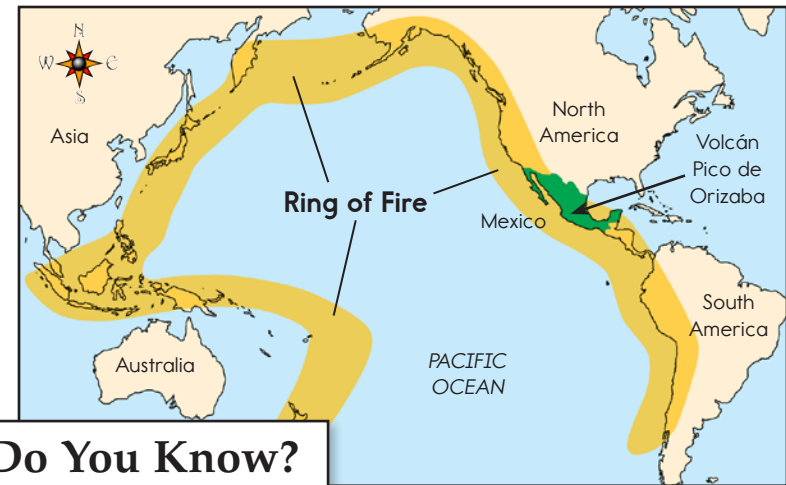 N
W E
S
Asia
North
America
Volcán
Pico de
Orizaba
Ring of Fire
Mexico
South
America
Australia
PACIFIC
OCEAN
Do You Know?